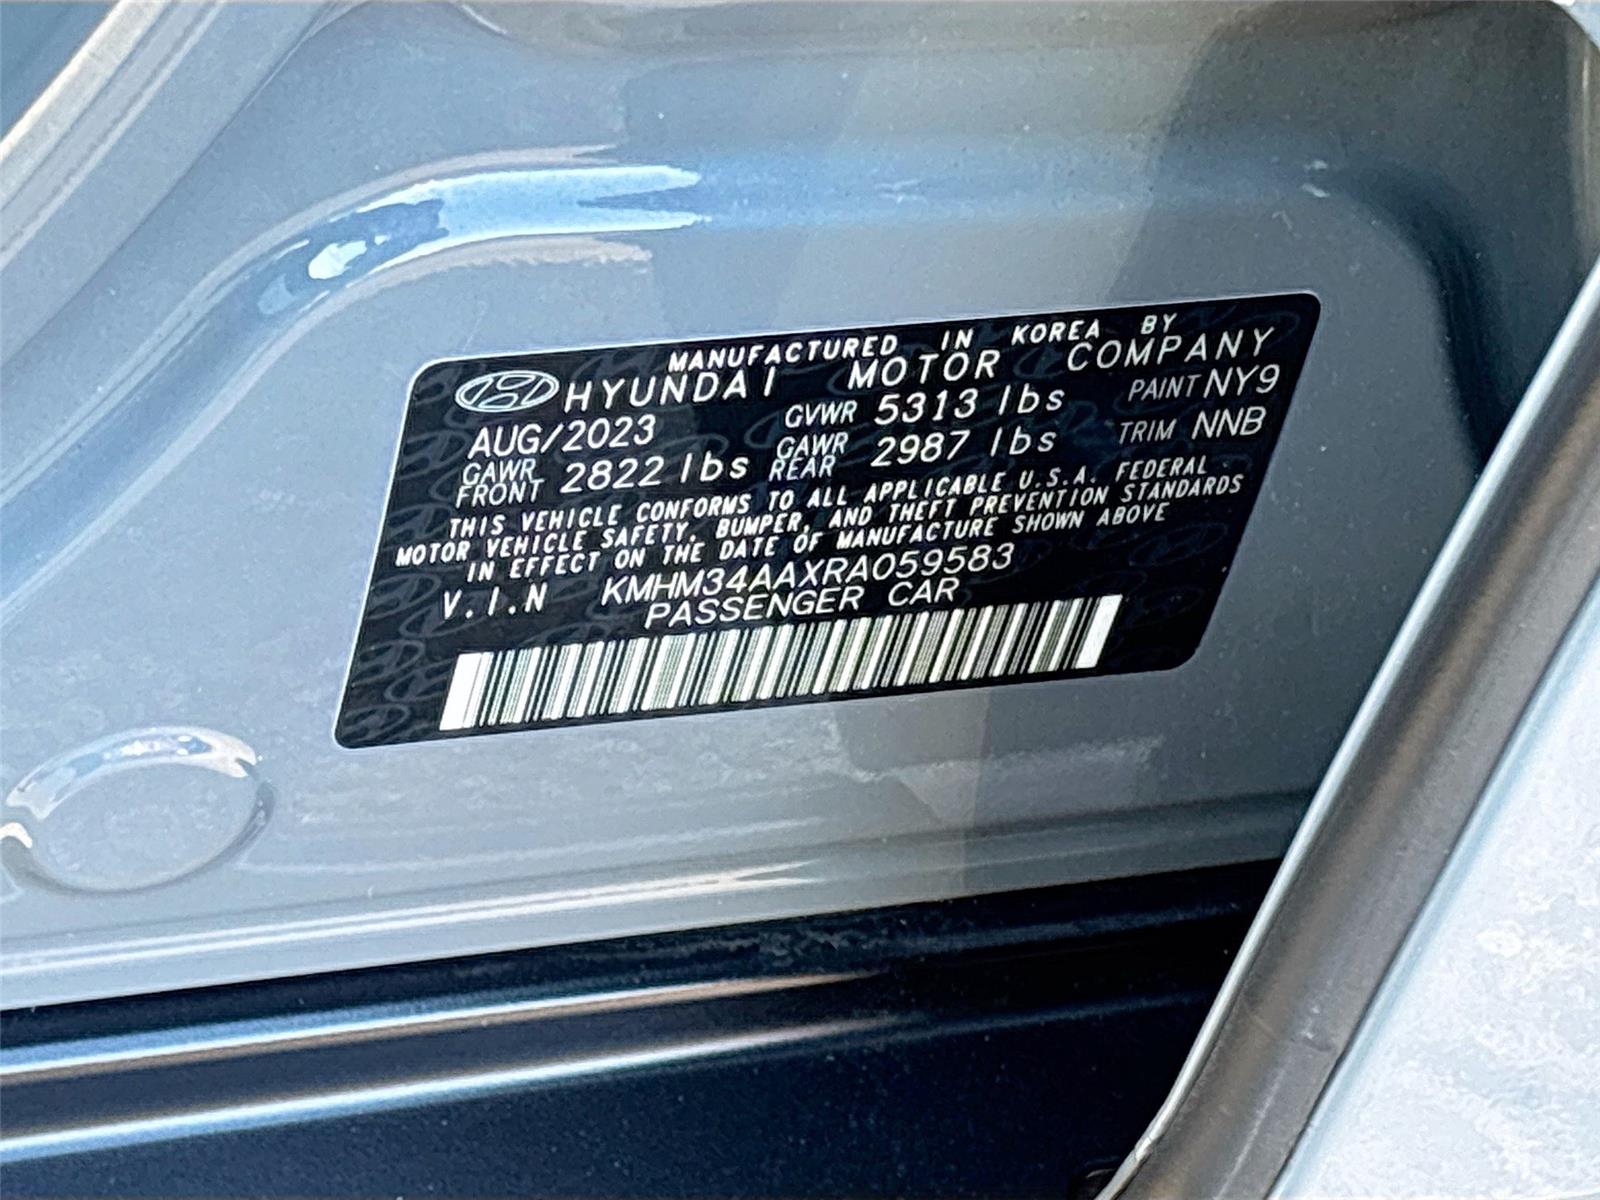 MANUFACTURED IN KOREA BY
HYUNDAI MOTOR COMPANY
AUG/2023 GVWR 5313 lbs PAINT NY9
GAWR FRONT 2822 lbs GAWR REAR 2987 lbs TRIM NNB
THIS VEHICLE CONFORMS TO ALL APPLICABLE U.S.A. FEDERAL
MOTOR VEHICLE SAFETY, BUMPER, AND THEFT PREVENTION STANDARDS
IN EFFECT ON THE DATE OF MANUFACTURE SHOWN ABOVE
V.I.N KMHM34AAXRA059583
PASSENGER CAR